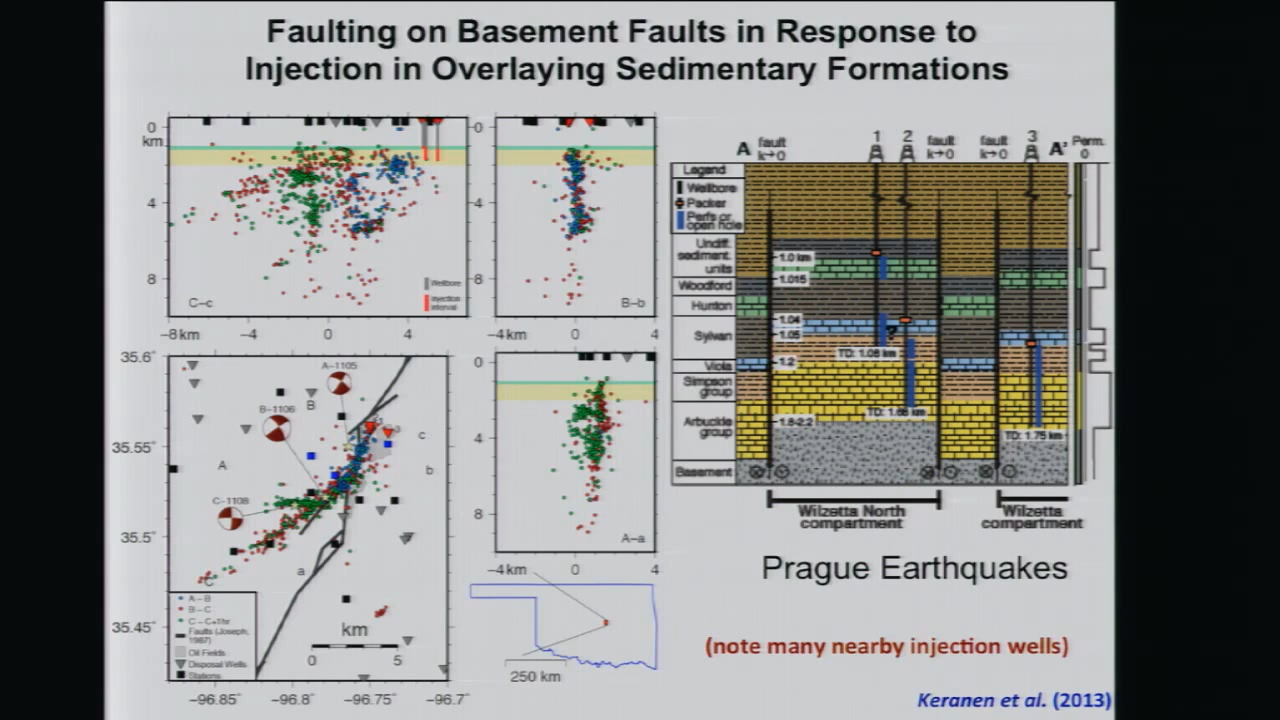 Faulting on Basement Faults in Response to
Injection in Overlaying Sedimentary Formations
0
km
4
8
C–c
Wellbore
Injection
interval
−8 km
−4
0
4
0
4
8
B–b
−4 km
0
4
35.6°
35.55°
35.5°
35.45°
A-1105
B-1106
C-1108
A
B
C
a
b
c
A – B
B – C
C – C+1hr
Faults (Joseph,
1987)
Oil Fields
Disposal Wells
Stations
km
0
5
−96.85°
−96.8°
−96.75°
−96.7°
0
4
8
A–a
−4 km
0
4
250 km
A
fault
k→0
1
2
fault
k→0
fault
k→0
3
A'
Perm.
0
Legend
Wellbore
Packer
Perfs or
open hole
Undiff.
sediment.
units
Woodford
Hunton
Sylvan
Viola
Simpson
group
Arbuckle
group
Basement
1.0 km
1.015
1.04
1.05
1.2
1.8-2.2
?
TD: 1.08 km
TD: 1.75 km
Wilzetta North
compartment
Wilzetta
compartment
Prague Earthquakes
(note many nearby injection wells)
Keranen et al. (2013)